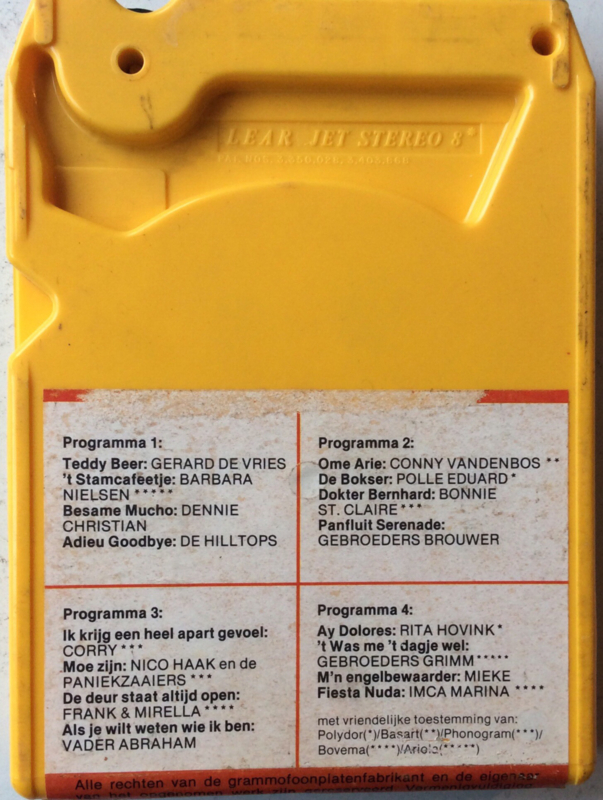 LEAR JET STEREO 8
Programma 1:
Teddy Beer: GERARD DE VRIES
't Stamcafeetje: BARBARA
NIELSEN *****
Besame Mucho: DENNIE
CHRISTIAN
Adieu Goodbye: DE HILLTOPS
Programma 2:
Ome Arie: CONNY VANDENBOS **
De Bokser: POLLE EDUARD *
Dokter Bernhard: BONNIE
ST. CLAIRE ***
Panfluit Serenade:
GEBROEDERS BROUWER
Programma 3:
Ik krijg een heel apart gevoel:
CORRY ***
Moe zijn: NICO HAAK en de
PANIEKZAAIERS ***
De deur staat altijd open:
FRANK & MIRELLA ****
Als je wilt weten wie ik ben:
VADER ABRAHAM
Programma 4:
Ay Dolores: RITA HOVINK *
't Was me 't dagje wel:
GEBROEDERS GRIMM *****
M'n engelbewaarder: MIEKE
Fiesta Nuda: IMCA MARINA ****
met vriendelijke toestemming van:
Polydor(*)/Basart(**)/Phonogram(***)/
Bovema(****)/Ariola(*****)
Alle rechten van de grammofoonplatenfabrikant en de eigenaar
van het opgenomen werk zijn